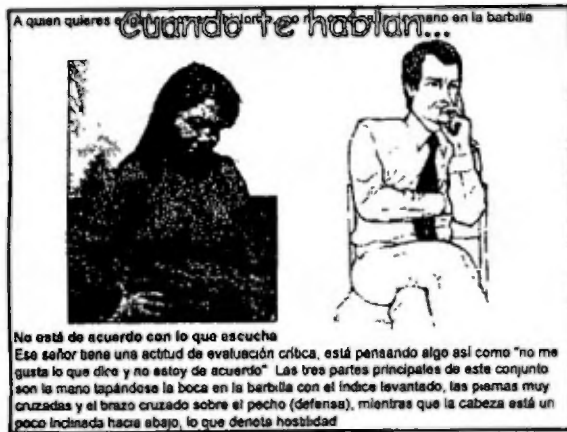 Cuando te hablan...
A quien quieres mano en la barbilla
No está de acuerdo con lo que escucha
Ese señor tiene una actitud de evaluación crítica, está pensando algo así como "no me
gusta lo que dice y no estoy de acuerdo" Las tres partes principales de este conjunto
son la mano tapándose la boca en la barbilla con el índice levantado, las piernas muy
cruzadas y el brazo cruzado sobre el pecho (defensa), mientras que la cabeza está un
poco inclinada hacia abajo, lo que denota hostilidad